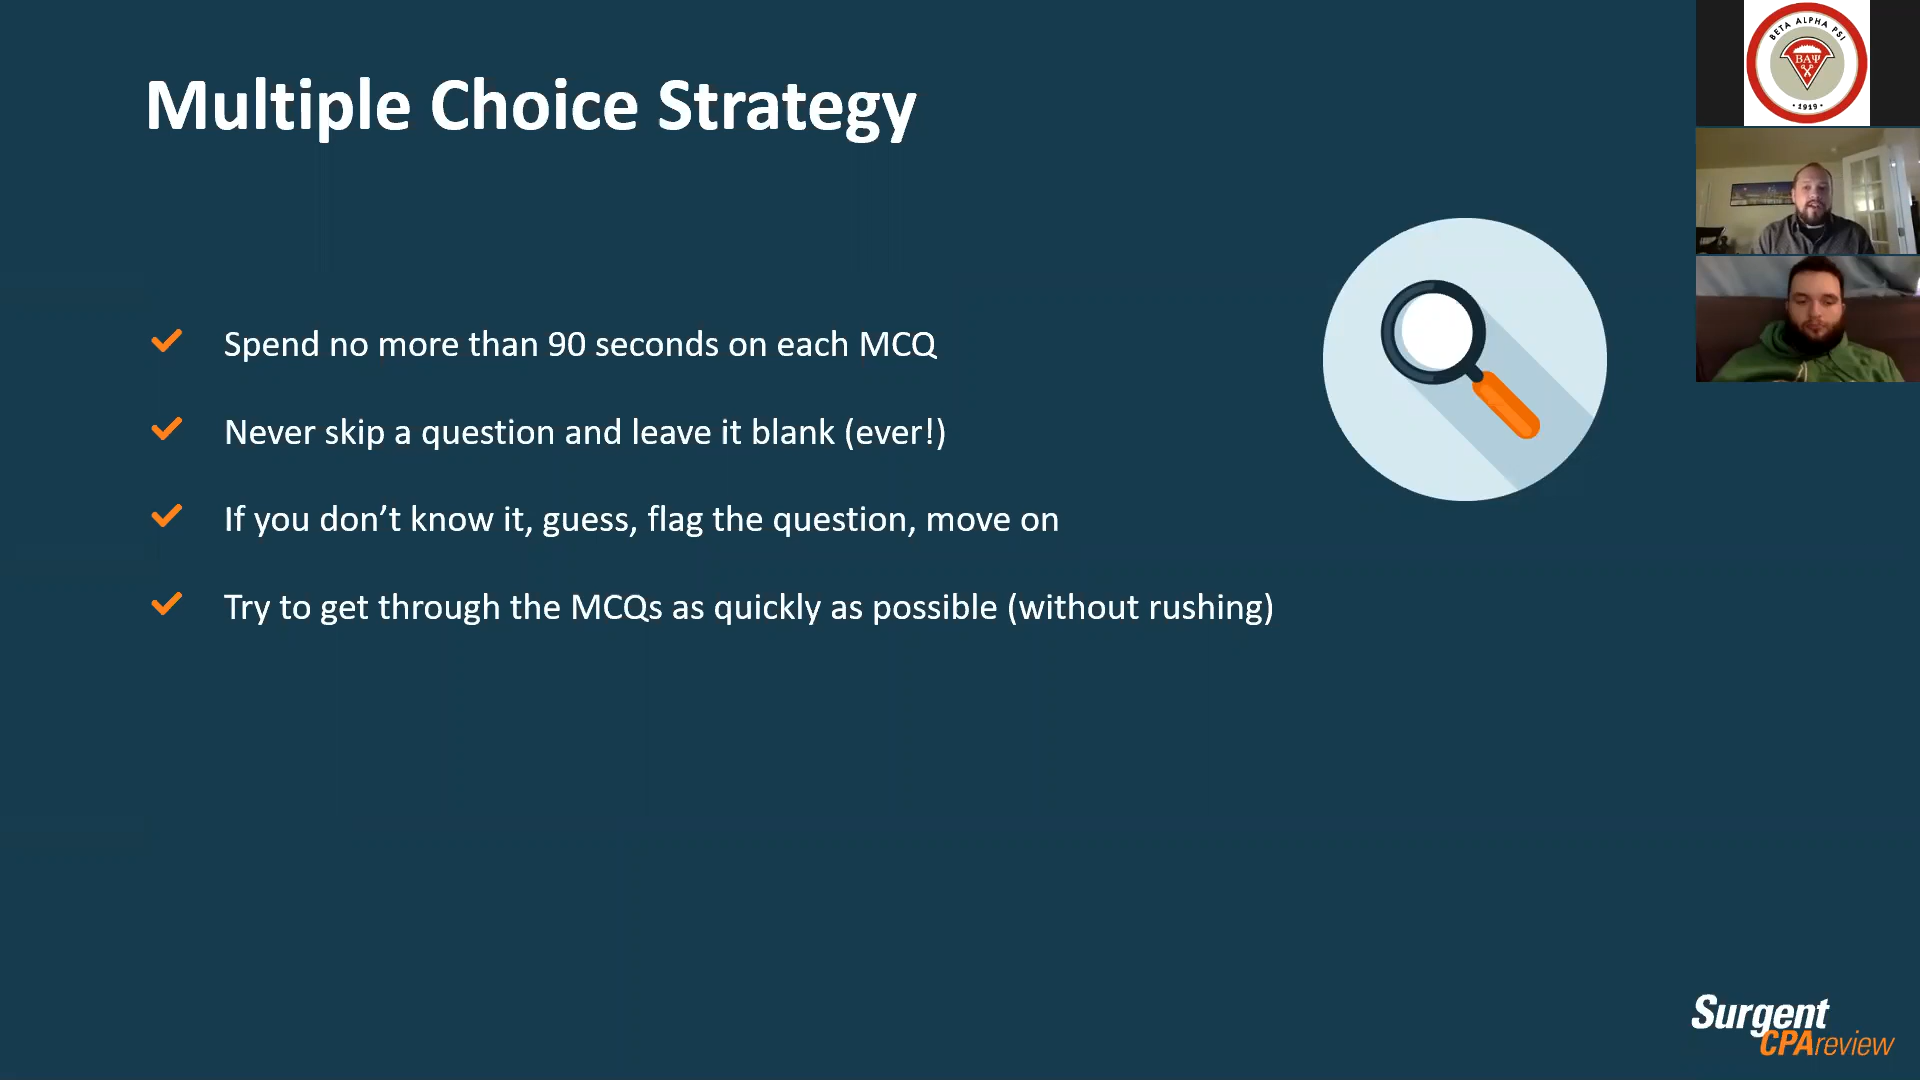 Multiple Choice Strategy
Spend no more than 90 seconds on each MCQ
Never skip a question and leave it blank (ever!)
If you don’t know it, guess, flag the question, move on
Try to get through the MCQs as quickly as possible (without rushing)
BETA ALPHA PSI
ΒΑΨ
• 1919 •
Surgent
CPAreview